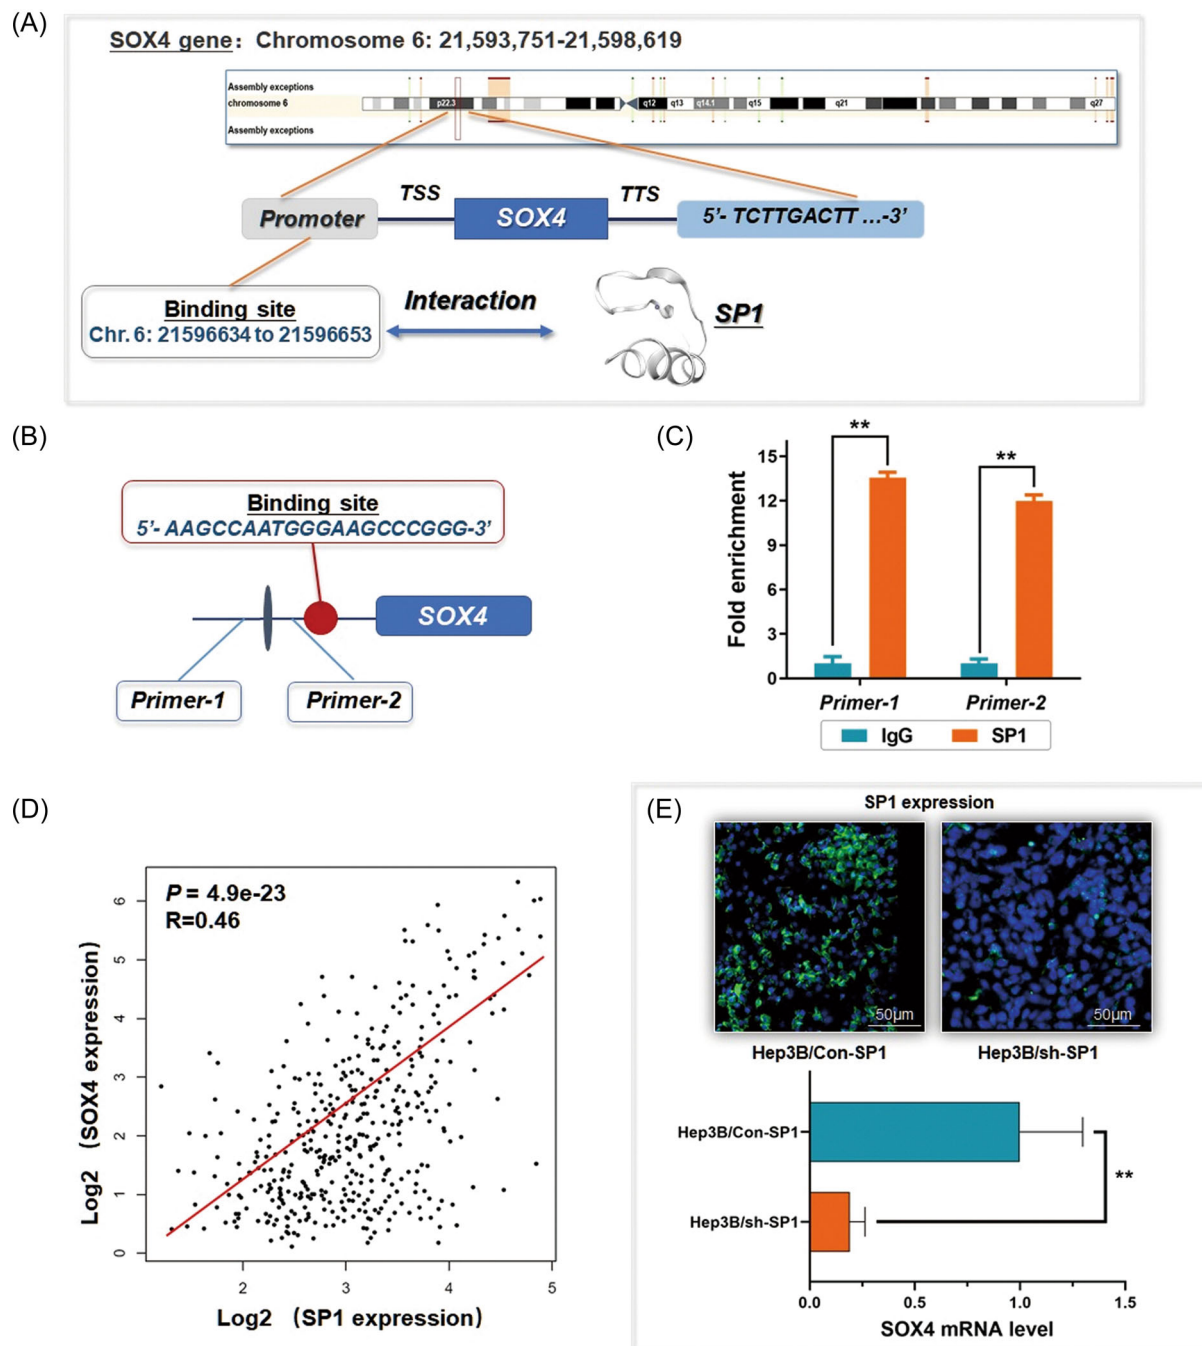 (A)
SOX4 gene: Chromosome 6: 21,593,751-21,598,619
Assembly exceptions
chromosome 6
p22.3
q12
q13
q14.1
q15
q21
q27
Assembly exceptions
Promoter
TSS
SOX4
TTS
5’- TCTTGACTT ...-3’
Binding site
Chr. 6: 21596634 to 21596653
Interaction
SP1
(B)
Binding site
5’- AAGCCAATGGGAAGCCCGGG-3’
SOX4
Primer-1
Primer-2
(C)
**
**
Fold enrichment
15
12
9
6
3
0
Primer-1
Primer-2
IgG
SP1
(D)
P = 4.9e-23
R=0.46
Log2 (SOX4 expression)
6
5
4
3
2
1
0
2
3
4
5
Log2 (SP1 expression)
(E)
SP1 expression
50μm
50μm
Hep3B/Con-SP1
Hep3B/sh-SP1
Hep3B/Con-SP1
Hep3B/sh-SP1
**
0.0
0.5
1.0
1.5
SOX4 mRNA level